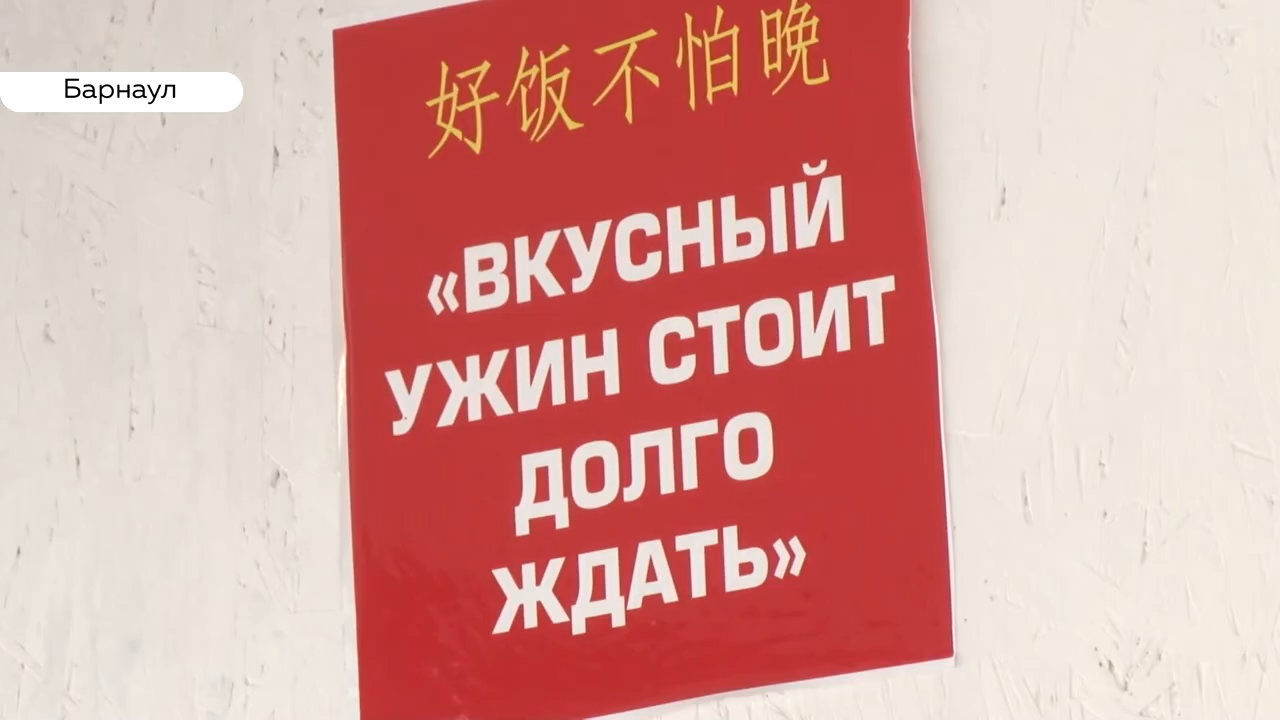 Барнаул
好饭不怕晚
«ВКУСНЫЙ
УЖИН СТОИТ
ДОЛГО
ЖДАТЬ»